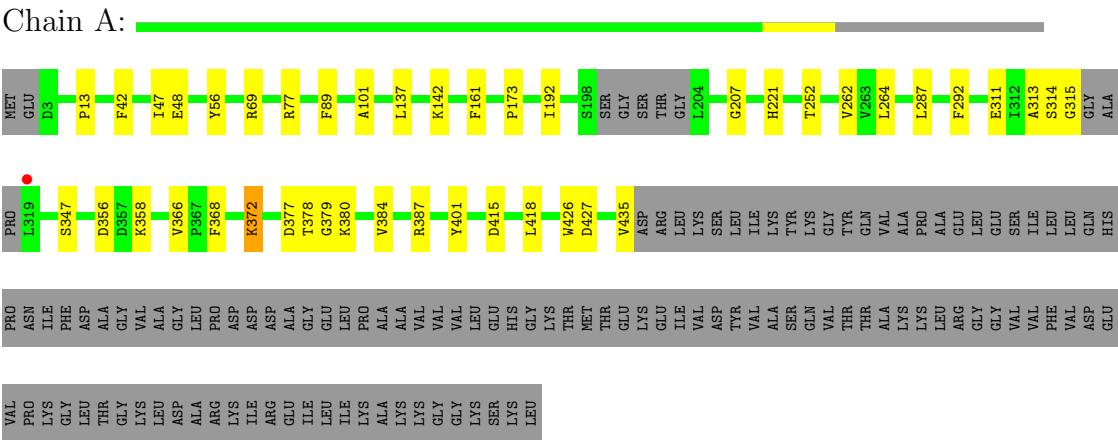 Chain A:
MET GLU D3 P13 F42 I47 E48 Y56 R69 R77 F89 A101 L137 K142 F161 P173 I192 S198 SER GLY SER THR GLY L204 G207 H221 T252 V262 V263 L264 L287 F292 E311 I312 A313 S314 G315 GLY ALA
PRO L319 S347 D356 D357 K358 V366 P367 F368 K372 D377 T378 G379 K380 V384 R387 Y401 D415 L418 W426 D427 V435 ASP ARG LEU LYS SER LEU ILE LYS TYR LYS GLY TYR GLN VAL ALA PRO ALA GLU LEU GLU SER ILE LEU LEU GLN HIS
PRO ASN ILE PHE ASP ALA GLY VAL ALA GLY LEU PRO ASP ASP ASP ALA GLY GLU LEU PRO ALA ALA VAL VAL VAL LEU GLU HIS GLY LYS THR MET THR GLU LYS GLU ILE VAL ASP TYR VAL ALA SER GLN VAL THR THR ALA LYS LYS LEU ARG GLY GLY VAL VAL PHE VAL ASP GLU
VAL PRO LYS GLY LEU THR GLY LYS LEU ASP ALA ARG LYS ILE ARG GLU ILE LEU ILE LYS ALA LYS LYS GLY GLY LYS SER LYS LEU